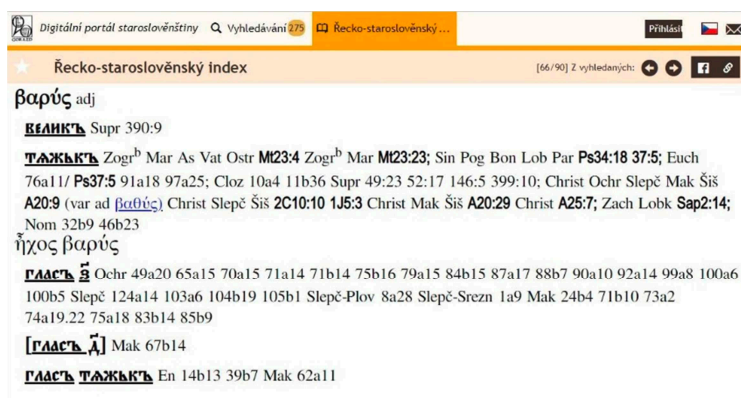 Digitální portál staroslověnštiny Vyhledávání 275 Řecko-staroslověnský ... Přihlásit
Řecko-staroslověnský index [66/90] Z vyhledaných:
βαρύς adj
великъ Supr 390:9
тѧжькъ Zogrb Mar As Vat Ostr Mt23:4 Zogrb Mar Mt23:23; Sin Pog Bon Lob Par Ps34:18 37:5; Euch
76a11/ Ps37:5 91a18 97a25; Cloz 10a4 11b36 Supr 49:23 52:17 146:5 399:10; Christ Ochr Slepč Mak Šiš
A20:9 (var ad βαθύς) Christ Slepč Šiš 2C10:10 1J5:3 Christ Mak Šiš A20:29 Christ A25:7; Zach Lobk Sap2:14;
Nom 32b9 46b23
ἦχος βαρύς
гласъ ꙁ҃ Ochr 49a20 65a15 70a15 71a14 71b14 75b16 79a15 84b15 87a17 88b7 90a10 92a14 99a8 100a6
100b5 Slepč 124a14 103a6 104b19 105b1 Slepč-Plov 8a28 Slepč-Srezn 1a9 Mak 24b4 71b10 73a2
74a19.22 75a18 83b14 85b9
[гласъ д҃] Mak 67b14
гласъ тѧжькъ En 14b13 39b7 Mak 62a11